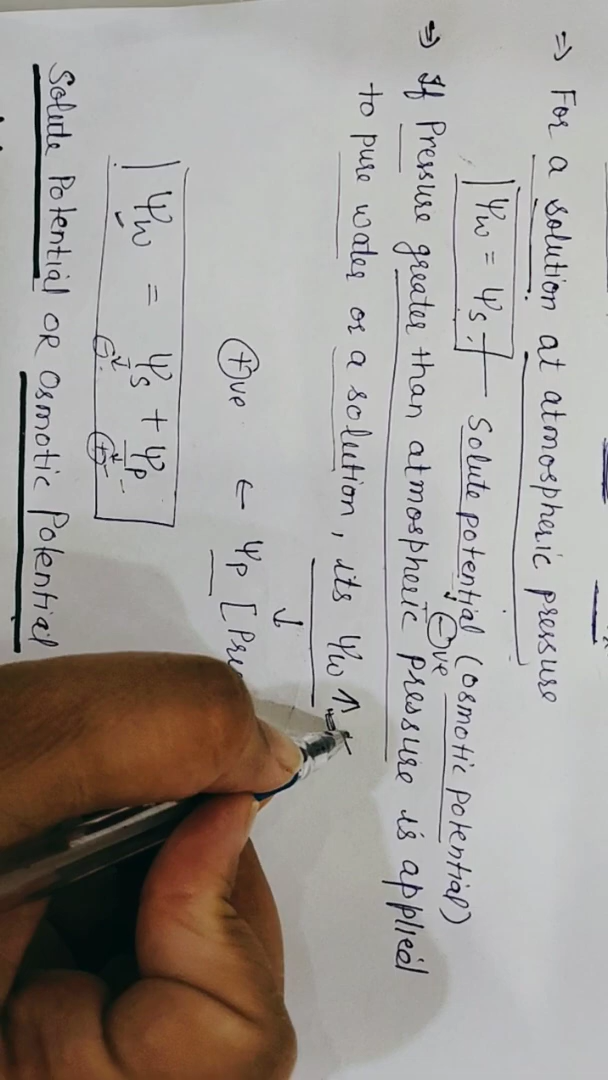 ⇒ For a solution at atmospheric pressure
Ψw = Ψs. Solute potential (osmotic potential)
⊖ve
⇒ If Pressure greater than atmospheric pressure is applied
to pure water or a solution, its Ψw ↑
↓
⊕ve ← Ψp [Pre
Ψw = Ψs + Ψp
⊖ ⊕
Solute Potential OR Osmotic Potential